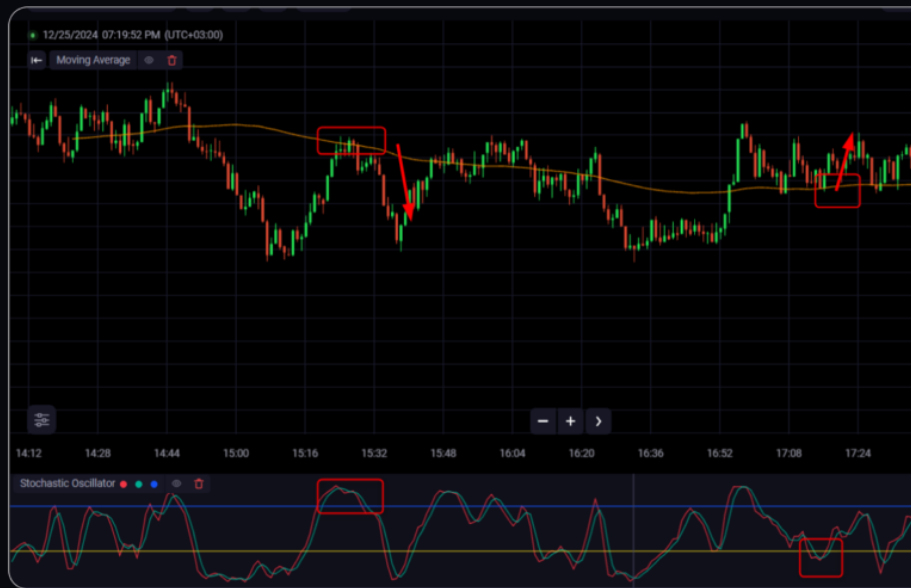 12/25/2024 07:19:52 PM (UTC+03:00)
Moving Average
14:12 14:28 14:44 15:00 15:16 15:32 15:48 16:04 16:20 16:36 16:52 17:08 17:24
Stochastic Oscillator